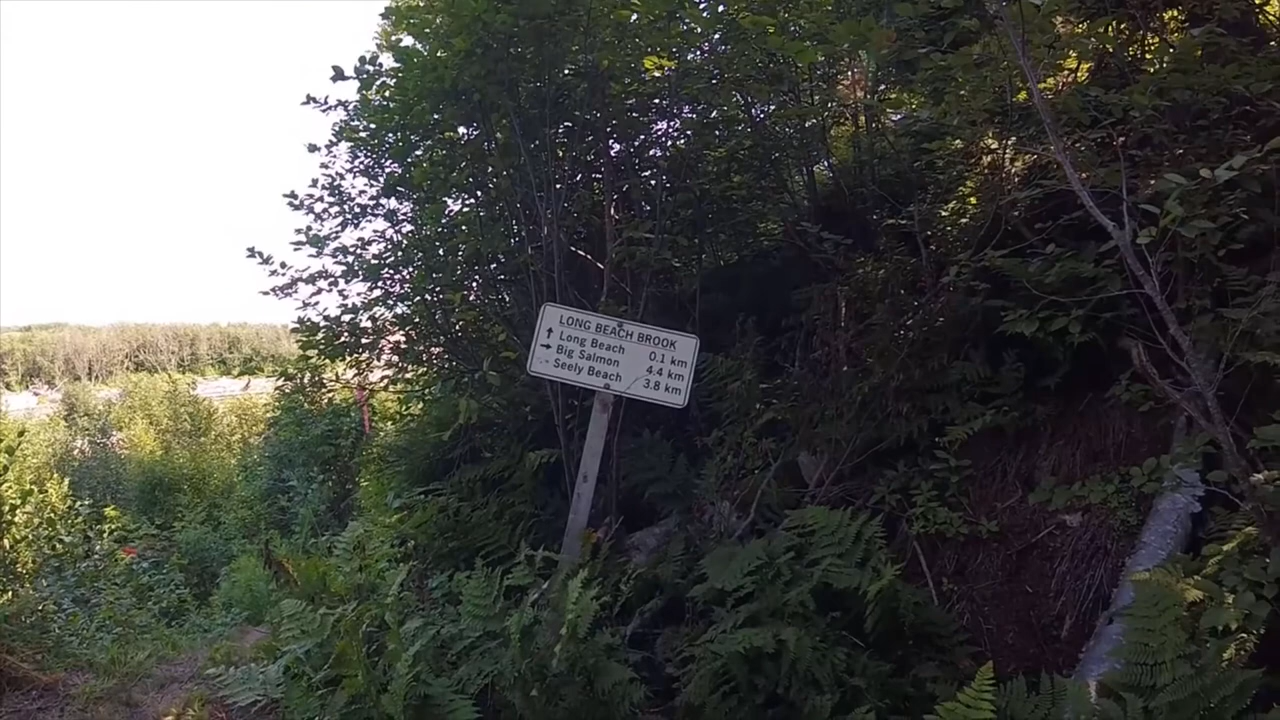 LONG BEACH BROOK
↑ Long Beach 0.1 km
→ Big Salmon 4.4 km
Seely Beach 3.8 km